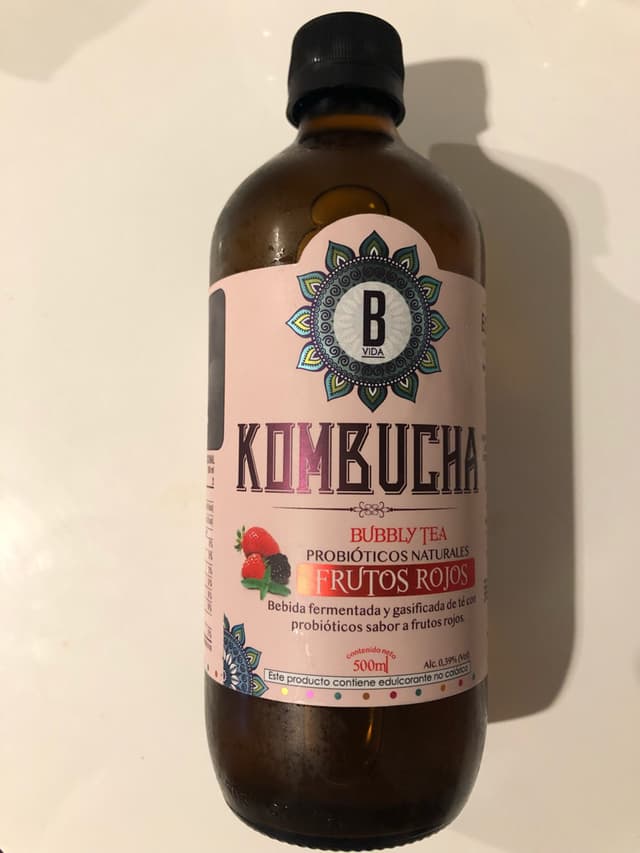 B
VIDA
KOMBUCHA
BUBBLY TEA
PROBIÓTICOS NATURALES
FRUTOS ROJOS
Bebida fermentada y gasificada de té con
probióticos sabor a frutos rojos.
contenido neto
500ml
Alc. 0,39% (Vol)
Este producto contiene edulcorante no calórico